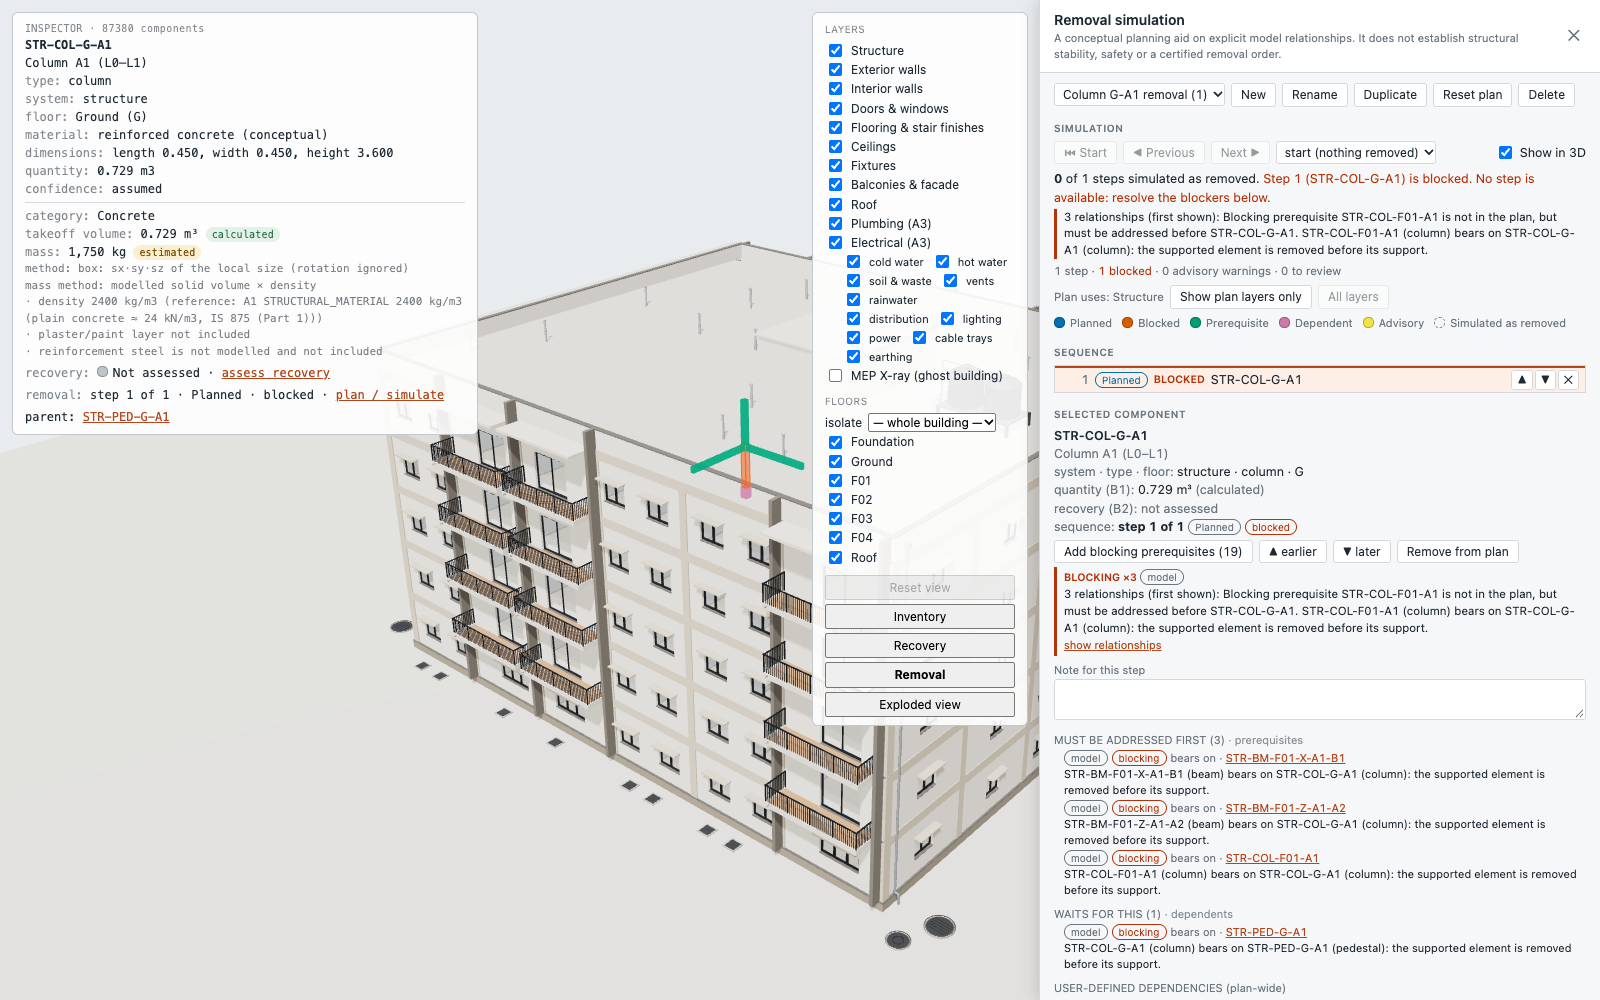 INSPECTOR · 87380 components
STR-COL-G-A1
Column A1 (L0–L1)
type: column
system: structure
floor: Ground (G)
material: reinforced concrete (conceptual)
dimensions: length 0.450, width 0.450, height 3.600
quantity: 0.729 m3
confidence: assumed
category: Concrete
takeoff volume: 0.729 m³ calculated
mass: 1,750 kg estimated
method: box: sx·sy·sz of the local size (rotation ignored)
mass method: modelled solid volume × density
· density 2400 kg/m3 (reference: A1 STRUCTURAL_MATERIAL 2400 kg/m3
(plain concrete ≈ 24 kN/m3, IS 875 (Part 1)))
· plaster/paint layer not included
· reinforcement steel is not modelled and not included
recovery: Not assessed · assess recovery
removal: step 1 of 1 · Planned · blocked · plan / simulate
parent: STR-PED-G-A1
LAYERS
Structure
Exterior walls
Interior walls
Doors & windows
Flooring & stair finishes
Ceilings
Fixtures
Balconies & facade
Roof
Plumbing (A3)
Electrical (A3)
cold water hot water
soil & waste vents
rainwater
distribution lighting
power cable trays
earthing
MEP X-ray (ghost building)
FLOORS
isolate — whole building —
Foundation
Ground
F01
F02
F03
F04
Roof
Reset view
Inventory
Recovery
Removal
Exploded view
Removal simulation
A conceptual planning aid on explicit model relationships. It does not establish structural
stability, safety or a certified removal order.
Column G-A1 removal (1) New Rename Duplicate Reset plan Delete
SIMULATION
⏮ Start ◀ Previous Next ▶ start (nothing removed) Show in 3D
0 of 1 steps simulated as removed. Step 1 (STR-COL-G-A1) is blocked. No step is
available: resolve the blockers below.
3 relationships (first shown): Blocking prerequisite STR-COL-F01-A1 is not in the plan, but
must be addressed before STR-COL-G-A1. STR-COL-F01-A1 (column) bears on STR-COL-G-
A1 (column): the supported element is removed before its support.
1 step · 1 blocked · 0 advisory warnings · 0 to review
Plan uses: Structure Show plan layers only All layers
Planned Blocked Prerequisite Dependent Advisory Simulated as removed
SEQUENCE
1 Planned BLOCKED STR-COL-G-A1 ▲ ▼ ✕
SELECTED COMPONENT
STR-COL-G-A1
Column A1 (L0–L1)
system · type · floor: structure · column · G
quantity (B1): 0.729 m³ (calculated)
recovery (B2): not assessed
sequence: step 1 of 1 Planned blocked
Add blocking prerequisites (19) ▲ earlier ▼ later Remove from plan
BLOCKING ×3 model
3 relationships (first shown): Blocking prerequisite STR-COL-F01-A1 is not in the plan, but
must be addressed before STR-COL-G-A1. STR-COL-F01-A1 (column) bears on STR-COL-G-
A1 (column): the supported element is removed before its support.
show relationships
Note for this step
MUST BE ADDRESSED FIRST (3) · prerequisites
model blocking bears on · STR-BM-F01-X-A1-B1
STR-BM-F01-X-A1-B1 (beam) bears on STR-COL-G-A1 (column): the supported element is
removed before its support.
model blocking bears on · STR-BM-F01-Z-A1-A2
STR-BM-F01-Z-A1-A2 (beam) bears on STR-COL-G-A1 (column): the supported element is
removed before its support.
model blocking bears on · STR-COL-F01-A1
STR-COL-F01-A1 (column) bears on STR-COL-G-A1 (column): the supported element is removed
before its support.
WAITS FOR THIS (1) · dependents
model blocking bears on · STR-PED-G-A1
STR-COL-G-A1 (column) bears on STR-PED-G-A1 (pedestal): the supported element is removed
before its support.
USER-DEFINED DEPENDENCIES (plan-wide)